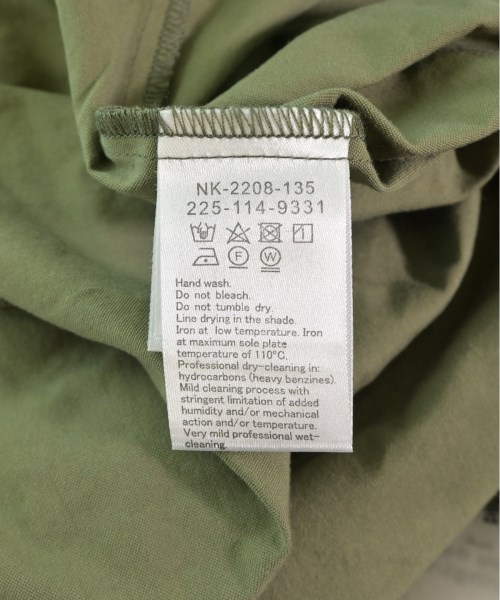 NK-2208-135
225-114-9331
F W
Hand wash.
Do not bleach.
Do not tumble dry.
Line drying in the shade.
Iron at low temperature. Iron
at maximum sole plate
temperature of 110°C.
Professional dry-cleaning in:
hydrocarbons (heavy benzines).
Mild cleaning process with
stringent limitation of added
humidity and/or mechanical
action and/or temperature.
Very mild professional wet-
cleaning.